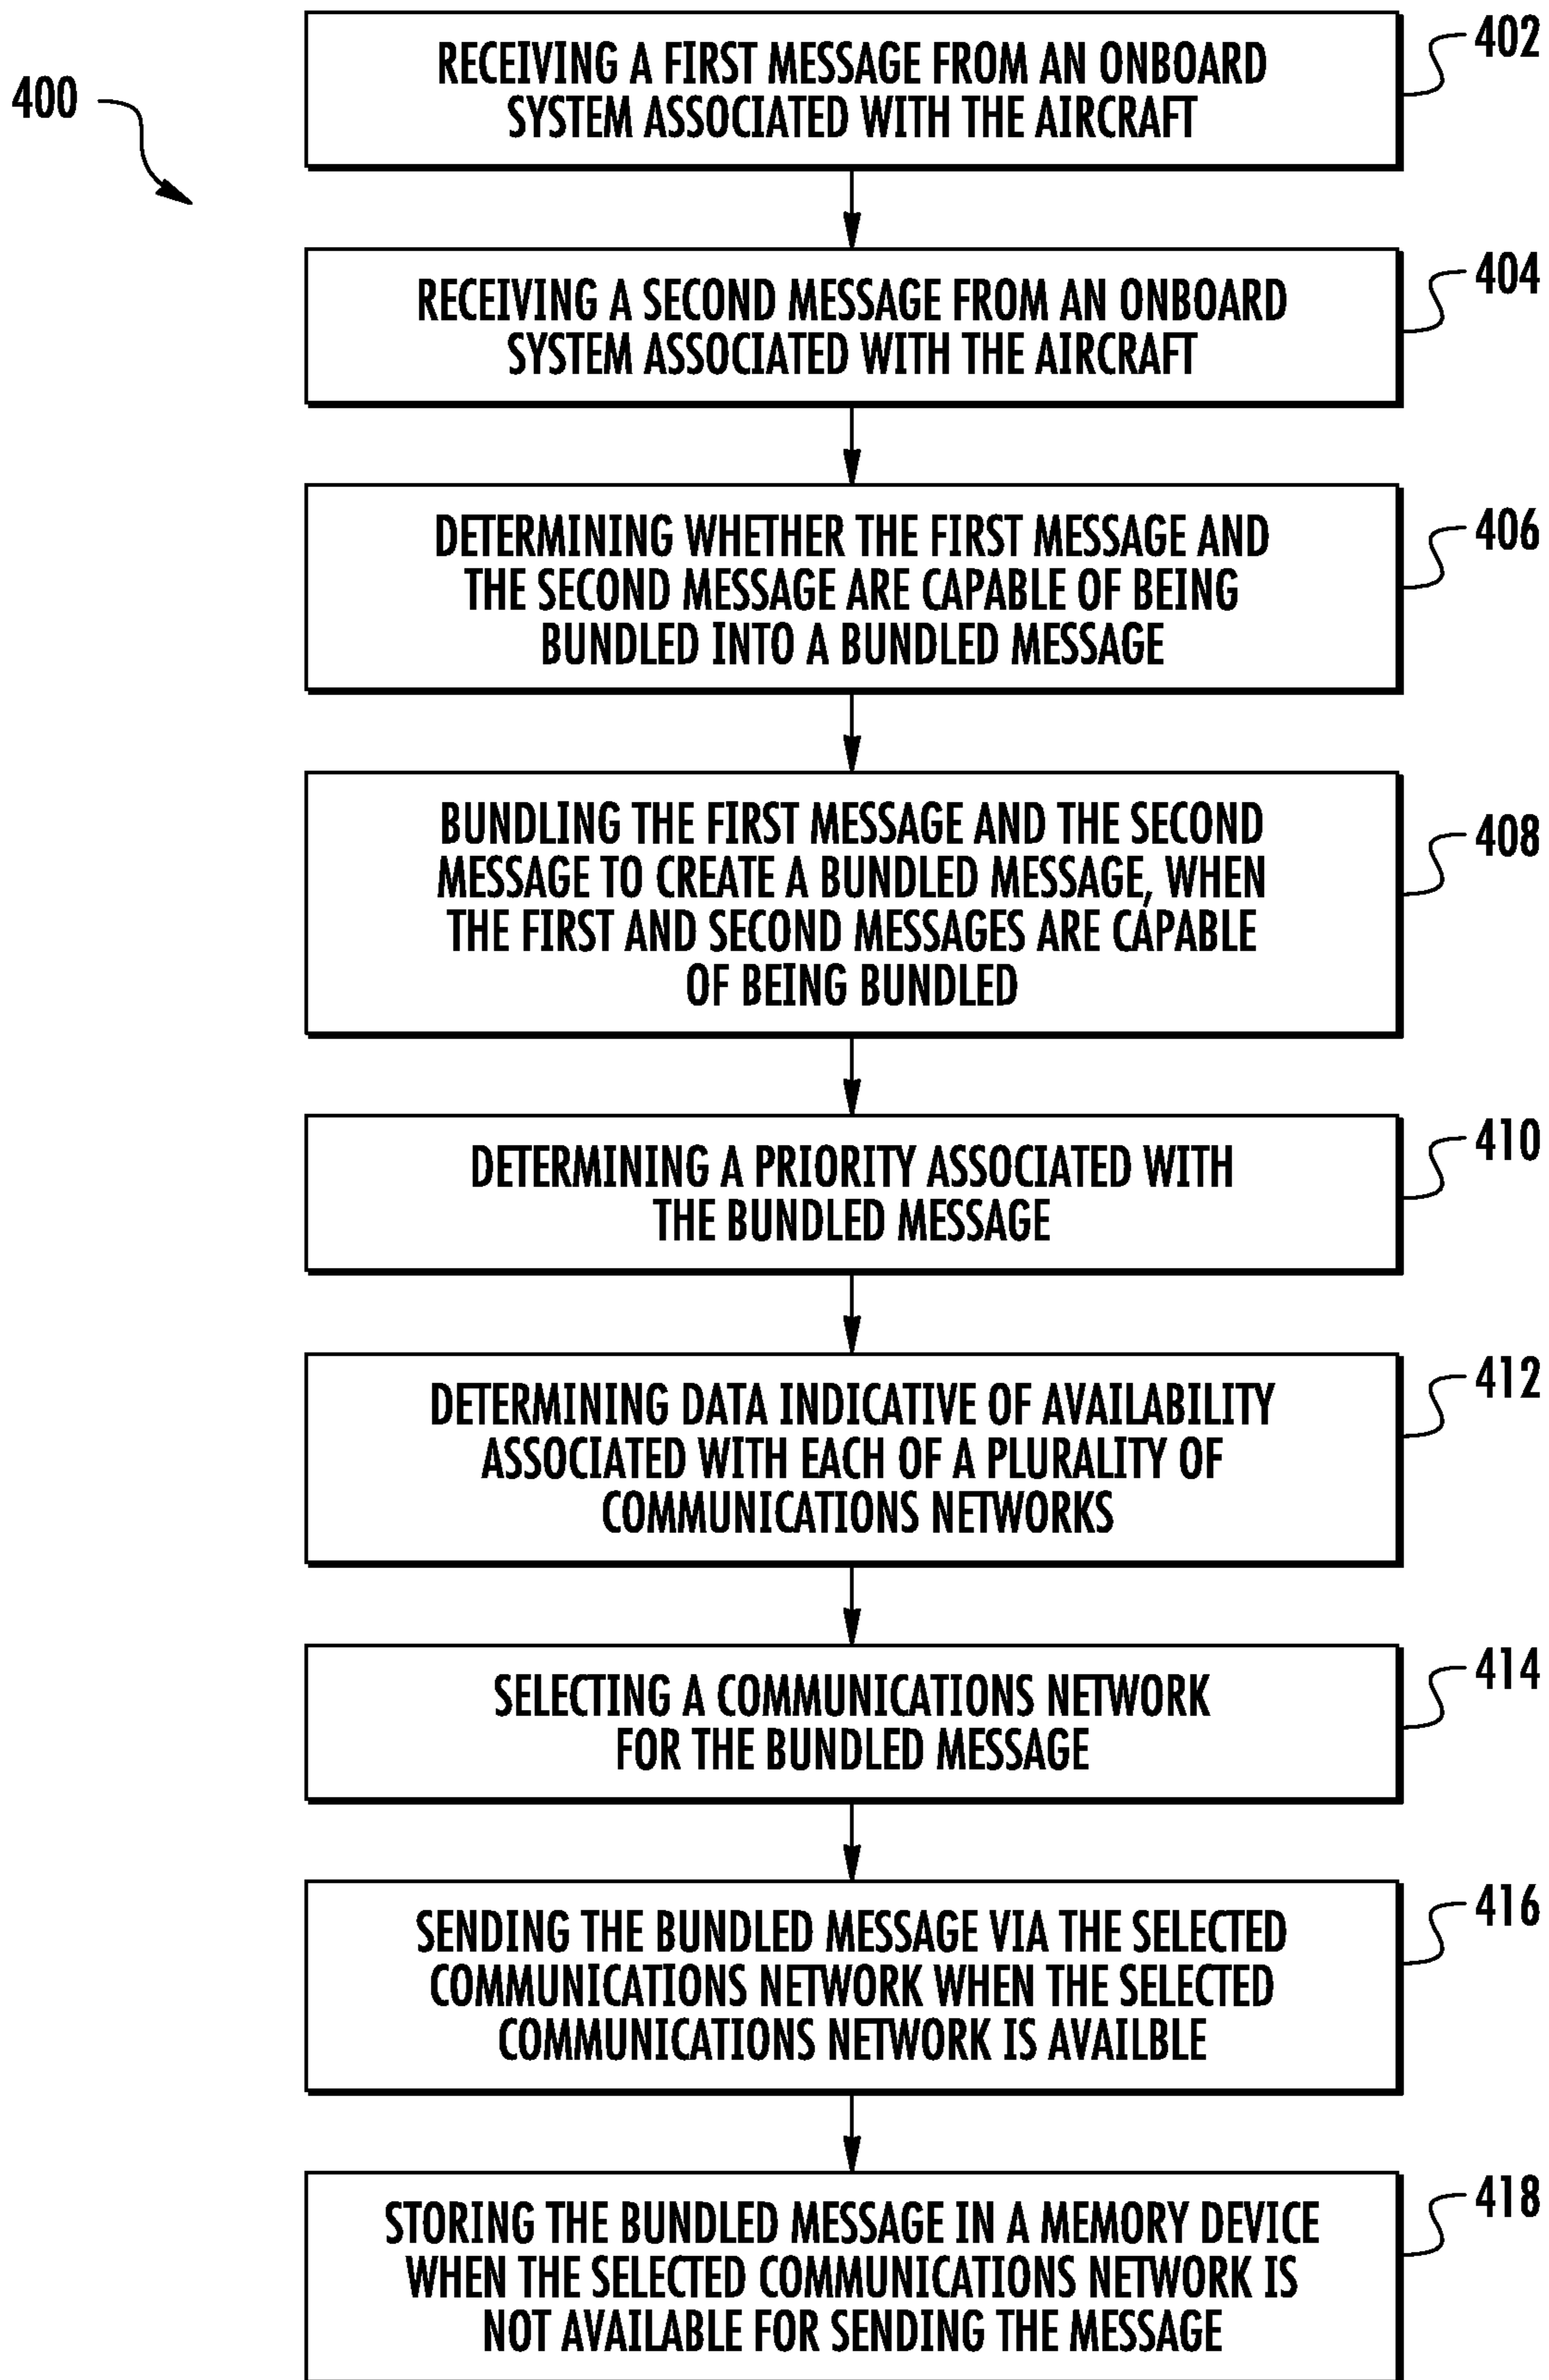 400
RECEIVING A FIRST MESSAGE FROM AN ONBOARD
SYSTEM ASSOCIATED WITH THE AIRCRAFT
402
RECEIVING A SECOND MESSAGE FROM AN ONBOARD
SYSTEM ASSOCIATED WITH THE AIRCRAFT
404
DETERMINING WHETHER THE FIRST MESSAGE AND
THE SECOND MESSAGE ARE CAPABLE OF BEING
BUNDLED INTO A BUNDLED MESSAGE
406
BUNDLING THE FIRST MESSAGE AND THE SECOND
MESSAGE TO CREATE A BUNDLED MESSAGE, WHEN
THE FIRST AND SECOND MESSAGES ARE CAPABLE
OF BEING BUNDLED
408
DETERMINING A PRIORITY ASSOCIATED WITH
THE BUNDLED MESSAGE
410
DETERMINING DATA INDICATIVE OF AVAILABILITY
ASSOCIATED WITH EACH OF A PLURALITY OF
COMMUNICATIONS NETWORKS
412
SELECTING A COMMUNICATIONS NETWORK
FOR THE BUNDLED MESSAGE
414
SENDING THE BUNDLED MESSAGE VIA THE SELECTED
COMMUNICATIONS NETWORK WHEN THE SELECTED
COMMUNICATIONS NETWORK IS AVAILBLE
416
STORING THE BUNDLED MESSAGE IN A MEMORY DEVICE
WHEN THE SELECTED COMMUNICATIONS NETWORK IS
NOT AVAILABLE FOR SENDING THE MESSAGE
418